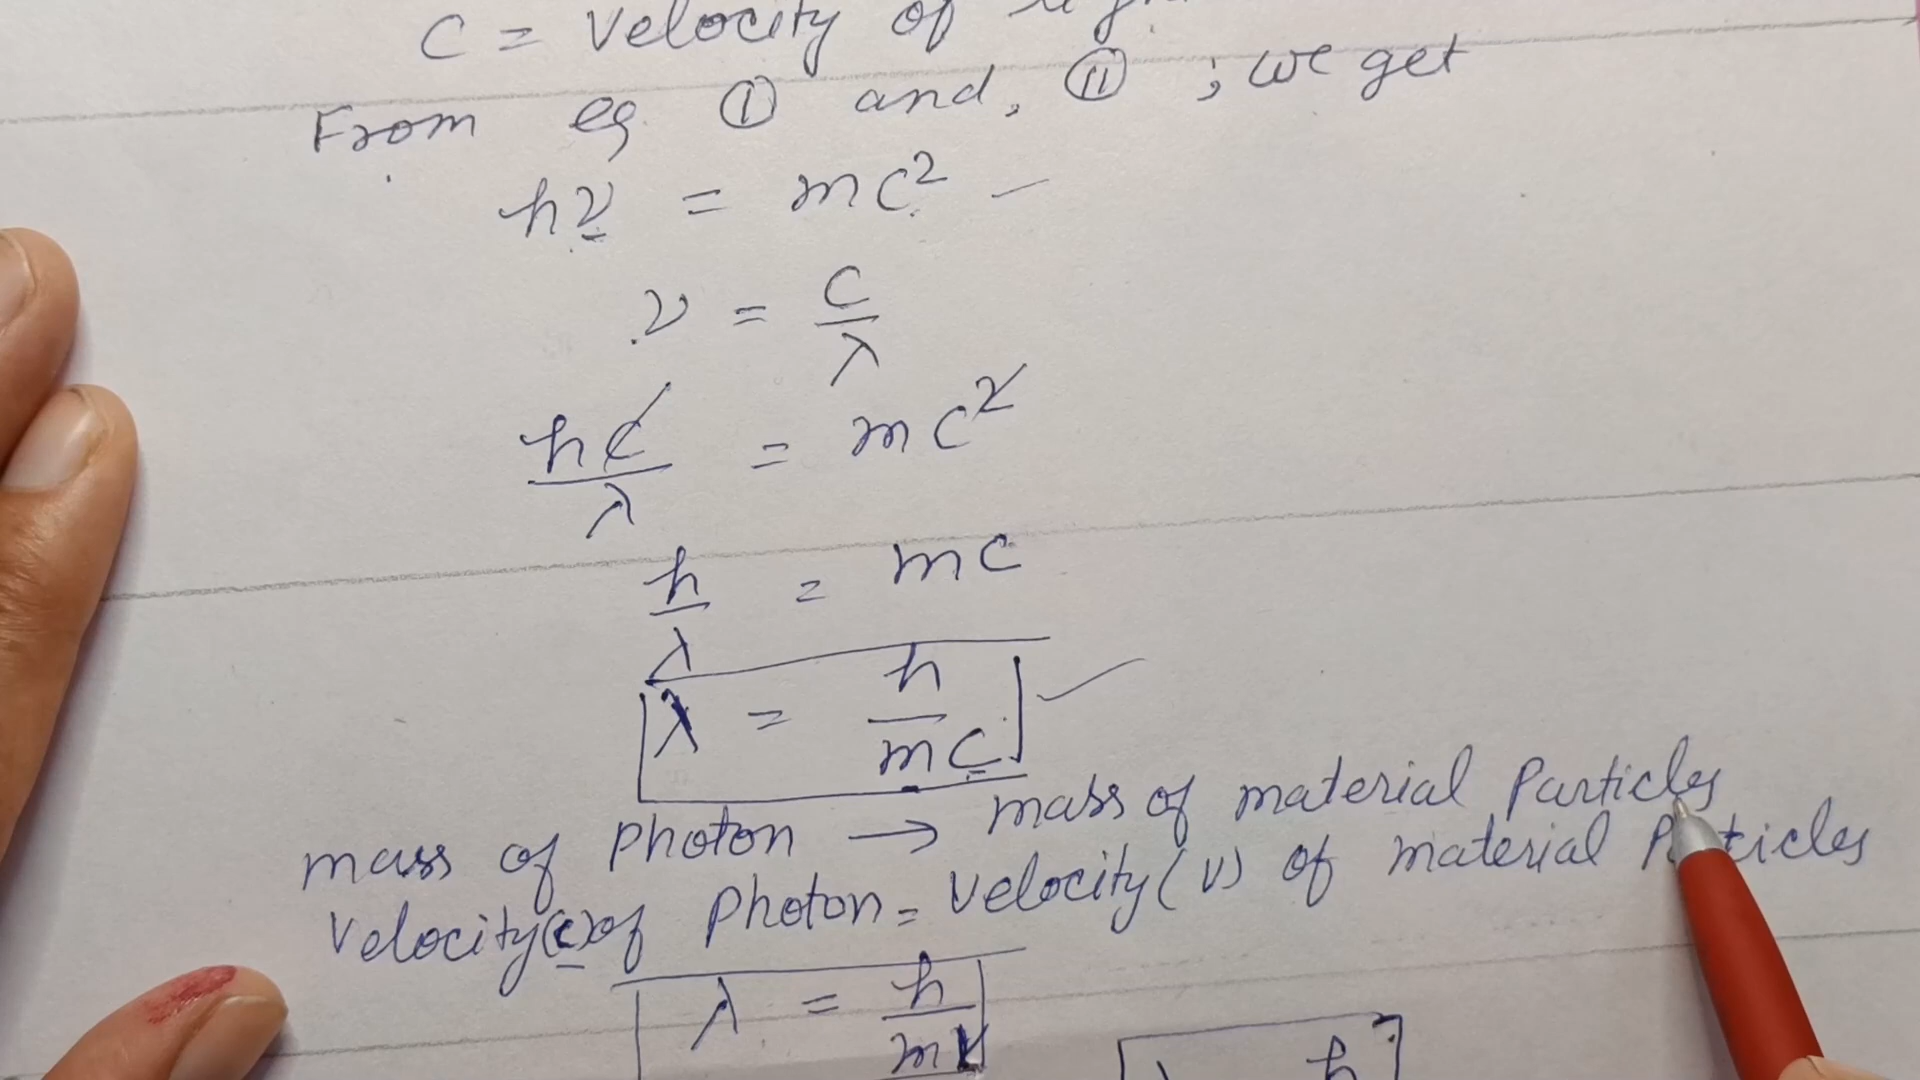 C = Velocity of
From eq. ① and, ⑪ ; we get
hν = mc²
ν = c/λ
hc/λ = mc²
h/λ = mc
λ = h/mc
mass of Photon → mass of material Particles
Velocity(c) of Photon = Velocity(v) of material Particles
λ = h/mv
h